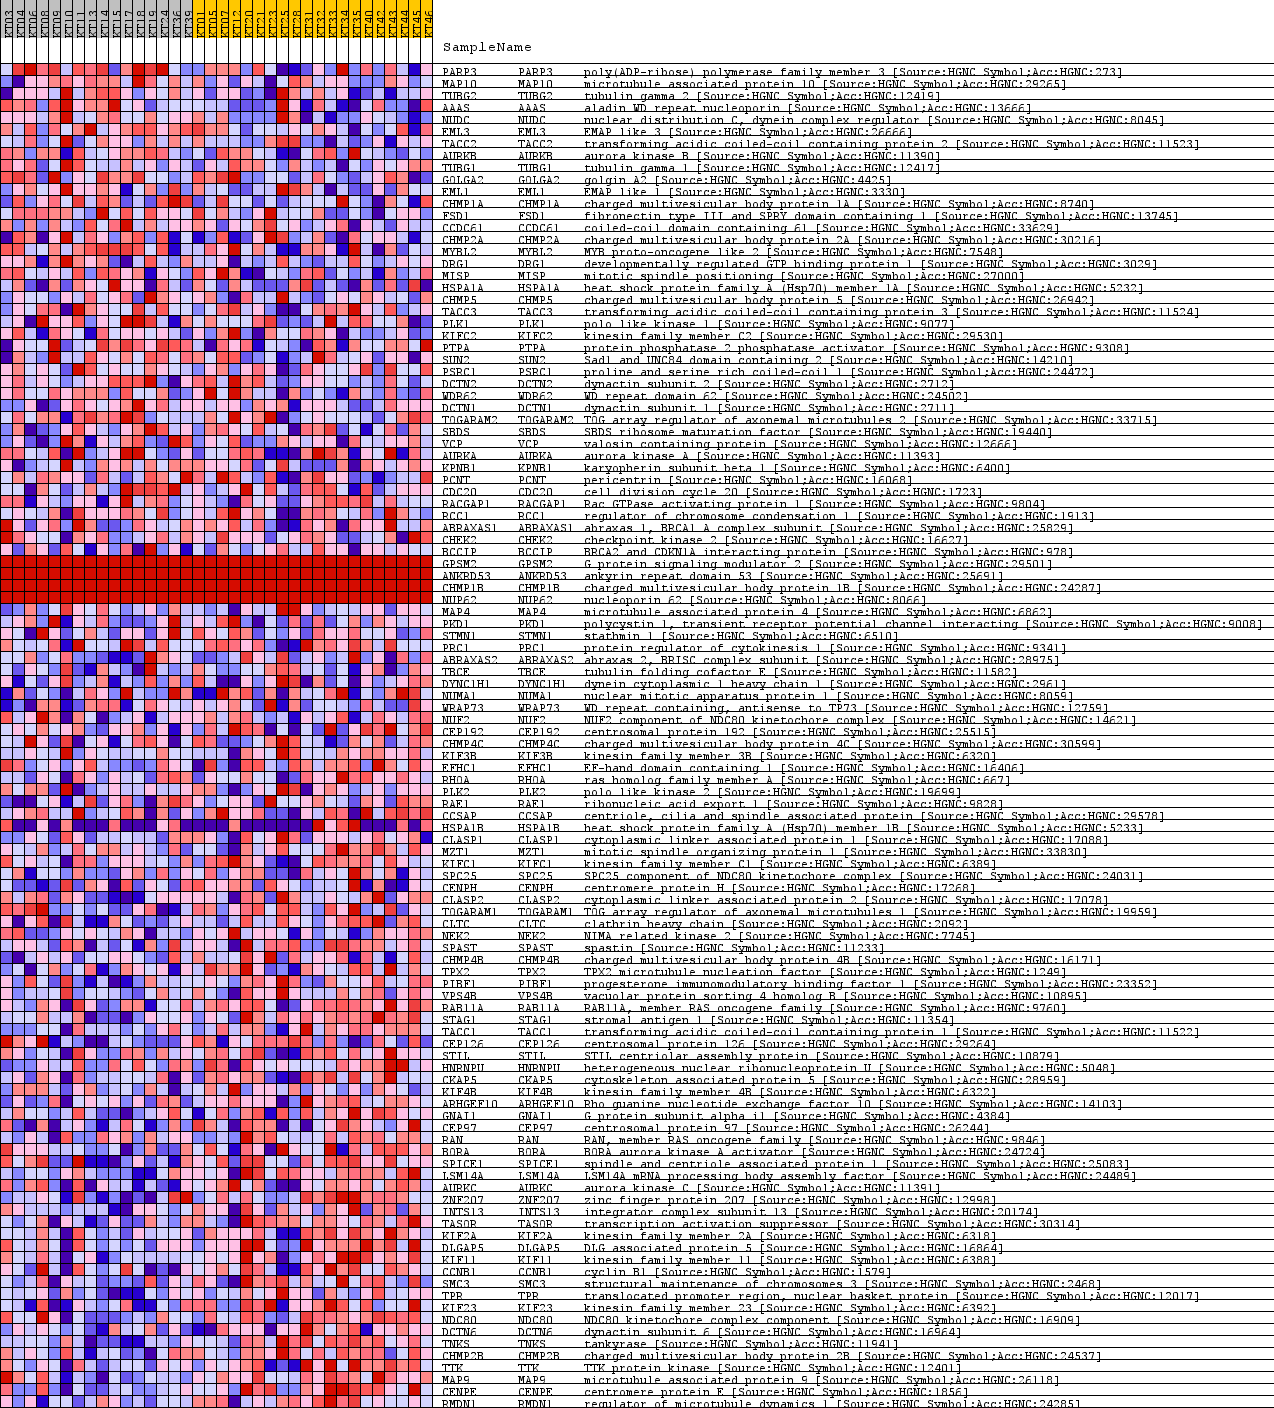 KT03 KT04 KT06 KT08 KT09 KT10 KT11 KT13 KT14 KT15 KT17 KT18 KT19 KT24 KT36 KT39 KT01 KT05 KT07 KT12 KT20 KT21 KT23 KT25 KT28 KT31 KT32 KT33 KT34 KT35 KT40 KT42 KT43 KT44 KT45 KT46
SampleName
PARP3 PARP3 poly(ADP-ribose) polymerase family member 3 [Source:HGNC Symbol;Acc:HGNC:273]
MAP10 MAP10 microtubule associated protein 10 [Source:HGNC Symbol;Acc:HGNC:29265]
TUBG2 TUBG2 tubulin gamma 2 [Source:HGNC Symbol;Acc:HGNC:12419]
AAAS AAAS aladin WD repeat nucleoporin [Source:HGNC Symbol;Acc:HGNC:13666]
NUDC NUDC nuclear distribution C, dynein complex regulator [Source:HGNC Symbol;Acc:HGNC:8045]
EML3 EML3 EMAP like 3 [Source:HGNC Symbol;Acc:HGNC:26666]
TACC2 TACC2 transforming acidic coiled-coil containing protein 2 [Source:HGNC Symbol;Acc:HGNC:11523]
AURKB AURKB aurora kinase B [Source:HGNC Symbol;Acc:HGNC:11390]
TUBG1 TUBG1 tubulin gamma 1 [Source:HGNC Symbol;Acc:HGNC:12417]
GOLGA2 GOLGA2 golgin A2 [Source:HGNC Symbol;Acc:HGNC:4425]
EML1 EML1 EMAP like 1 [Source:HGNC Symbol;Acc:HGNC:3330]
CHMP1A CHMP1A charged multivesicular body protein 1A [Source:HGNC Symbol;Acc:HGNC:8740]
FSD1 FSD1 fibronectin type III and SPRY domain containing 1 [Source:HGNC Symbol;Acc:HGNC:13745]
CCDC61 CCDC61 coiled-coil domain containing 61 [Source:HGNC Symbol;Acc:HGNC:33629]
CHMP2A CHMP2A charged multivesicular body protein 2A [Source:HGNC Symbol;Acc:HGNC:30216]
MYBL2 MYBL2 MYB proto-oncogene like 2 [Source:HGNC Symbol;Acc:HGNC:7548]
DRG1 DRG1 developmentally regulated GTP binding protein 1 [Source:HGNC Symbol;Acc:HGNC:3029]
MISP MISP mitotic spindle positioning [Source:HGNC Symbol;Acc:HGNC:27000]
HSPA1A HSPA1A heat shock protein family A (Hsp70) member 1A [Source:HGNC Symbol;Acc:HGNC:5232]
CHMP5 CHMP5 charged multivesicular body protein 5 [Source:HGNC Symbol;Acc:HGNC:26942]
TACC3 TACC3 transforming acidic coiled-coil containing protein 3 [Source:HGNC Symbol;Acc:HGNC:11524]
PLK1 PLK1 polo like kinase 1 [Source:HGNC Symbol;Acc:HGNC:9077]
KIFC2 KIFC2 kinesin family member C2 [Source:HGNC Symbol;Acc:HGNC:29530]
PTPA PTPA protein phosphatase 2 phosphatase activator [Source:HGNC Symbol;Acc:HGNC:9308]
SUN2 SUN2 Sad1 and UNC84 domain containing 2 [Source:HGNC Symbol;Acc:HGNC:14210]
PSRC1 PSRC1 proline and serine rich coiled-coil 1 [Source:HGNC Symbol;Acc:HGNC:24472]
DCTN2 DCTN2 dynactin subunit 2 [Source:HGNC Symbol;Acc:HGNC:2712]
WDR62 WDR62 WD repeat domain 62 [Source:HGNC Symbol;Acc:HGNC:24502]
DCTN1 DCTN1 dynactin subunit 1 [Source:HGNC Symbol;Acc:HGNC:2711]
TOGARAM2 TOGARAM2 TOG array regulator of axonemal microtubules 2 [Source:HGNC Symbol;Acc:HGNC:33715]
SBDS SBDS SBDS ribosome maturation factor [Source:HGNC Symbol;Acc:HGNC:19440]
VCP VCP valosin containing protein [Source:HGNC Symbol;Acc:HGNC:12666]
AURKA AURKA aurora kinase A [Source:HGNC Symbol;Acc:HGNC:11393]
KPNB1 KPNB1 karyopherin subunit beta 1 [Source:HGNC Symbol;Acc:HGNC:6400]
PCNT PCNT pericentrin [Source:HGNC Symbol;Acc:HGNC:16068]
CDC20 CDC20 cell division cycle 20 [Source:HGNC Symbol;Acc:HGNC:1723]
RACGAP1 RACGAP1 Rac GTPase activating protein 1 [Source:HGNC Symbol;Acc:HGNC:9804]
RCC1 RCC1 regulator of chromosome condensation 1 [Source:HGNC Symbol;Acc:HGNC:1913]
ABRAXAS1 ABRAXAS1 abraxas 1, BRCA1 A complex subunit [Source:HGNC Symbol;Acc:HGNC:25829]
CHEK2 CHEK2 checkpoint kinase 2 [Source:HGNC Symbol;Acc:HGNC:16627]
BCCIP BCCIP BRCA2 and CDKN1A interacting protein [Source:HGNC Symbol;Acc:HGNC:978]
GPSM2 GPSM2 G protein signaling modulator 2 [Source:HGNC Symbol;Acc:HGNC:29501]
ANKRD53 ANKRD53 ankyrin repeat domain 53 [Source:HGNC Symbol;Acc:HGNC:25691]
CHMP1B CHMP1B charged multivesicular body protein 1B [Source:HGNC Symbol;Acc:HGNC:24287]
NUP62 NUP62 nucleoporin 62 [Source:HGNC Symbol;Acc:HGNC:8066]
MAP4 MAP4 microtubule associated protein 4 [Source:HGNC Symbol;Acc:HGNC:6862]
PKD1 PKD1 polycystin 1, transient receptor potential channel interacting [Source:HGNC Symbol;Acc:HGNC:9008]
STMN1 STMN1 stathmin 1 [Source:HGNC Symbol;Acc:HGNC:6510]
PRC1 PRC1 protein regulator of cytokinesis 1 [Source:HGNC Symbol;Acc:HGNC:9341]
ABRAXAS2 ABRAXAS2 abraxas 2, BRISC complex subunit [Source:HGNC Symbol;Acc:HGNC:28975]
TBCE TBCE tubulin folding cofactor E [Source:HGNC Symbol;Acc:HGNC:11582]
DYNC1H1 DYNC1H1 dynein cytoplasmic 1 heavy chain 1 [Source:HGNC Symbol;Acc:HGNC:2961]
NUMA1 NUMA1 nuclear mitotic apparatus protein 1 [Source:HGNC Symbol;Acc:HGNC:8059]
WRAP73 WRAP73 WD repeat containing, antisense to TP73 [Source:HGNC Symbol;Acc:HGNC:12759]
NUF2 NUF2 NUF2 component of NDC80 kinetochore complex [Source:HGNC Symbol;Acc:HGNC:14621]
CEP192 CEP192 centrosomal protein 192 [Source:HGNC Symbol;Acc:HGNC:25515]
CHMP4C CHMP4C charged multivesicular body protein 4C [Source:HGNC Symbol;Acc:HGNC:30599]
KIF3B KIF3B kinesin family member 3B [Source:HGNC Symbol;Acc:HGNC:6320]
EFHC1 EFHC1 EF-hand domain containing 1 [Source:HGNC Symbol;Acc:HGNC:16406]
RHOA RHOA ras homolog family member A [Source:HGNC Symbol;Acc:HGNC:667]
PLK2 PLK2 polo like kinase 2 [Source:HGNC Symbol;Acc:HGNC:19699]
RAE1 RAE1 ribonucleic acid export 1 [Source:HGNC Symbol;Acc:HGNC:9828]
CCSAP CCSAP centriole, cilia and spindle associated protein [Source:HGNC Symbol;Acc:HGNC:29578]
HSPA1B HSPA1B heat shock protein family A (Hsp70) member 1B [Source:HGNC Symbol;Acc:HGNC:5233]
CLASP1 CLASP1 cytoplasmic linker associated protein 1 [Source:HGNC Symbol;Acc:HGNC:17088]
MZT1 MZT1 mitotic spindle organizing protein 1 [Source:HGNC Symbol;Acc:HGNC:33830]
KIFC1 KIFC1 kinesin family member C1 [Source:HGNC Symbol;Acc:HGNC:6389]
SPC25 SPC25 SPC25 component of NDC80 kinetochore complex [Source:HGNC Symbol;Acc:HGNC:24031]
CENPH CENPH centromere protein H [Source:HGNC Symbol;Acc:HGNC:17268]
CLASP2 CLASP2 cytoplasmic linker associated protein 2 [Source:HGNC Symbol;Acc:HGNC:17078]
TOGARAM1 TOGARAM1 TOG array regulator of axonemal microtubules 1 [Source:HGNC Symbol;Acc:HGNC:19959]
CLTC CLTC clathrin heavy chain [Source:HGNC Symbol;Acc:HGNC:2092]
NEK2 NEK2 NIMA related kinase 2 [Source:HGNC Symbol;Acc:HGNC:7745]
SPAST SPAST spastin [Source:HGNC Symbol;Acc:HGNC:11233]
CHMP4B CHMP4B charged multivesicular body protein 4B [Source:HGNC Symbol;Acc:HGNC:16171]
TPX2 TPX2 TPX2 microtubule nucleation factor [Source:HGNC Symbol;Acc:HGNC:1249]
PIBF1 PIBF1 progesterone immunomodulatory binding factor 1 [Source:HGNC Symbol;Acc:HGNC:23352]
VPS4B VPS4B vacuolar protein sorting 4 homolog B [Source:HGNC Symbol;Acc:HGNC:10895]
RAB11A RAB11A RAB11A, member RAS oncogene family [Source:HGNC Symbol;Acc:HGNC:9760]
STAG1 STAG1 stromal antigen 1 [Source:HGNC Symbol;Acc:HGNC:11354]
TACC1 TACC1 transforming acidic coiled-coil containing protein 1 [Source:HGNC Symbol;Acc:HGNC:11522]
CEP126 CEP126 centrosomal protein 126 [Source:HGNC Symbol;Acc:HGNC:29264]
STIL STIL STIL centriolar assembly protein [Source:HGNC Symbol;Acc:HGNC:10879]
HNRNPU HNRNPU heterogeneous nuclear ribonucleoprotein U [Source:HGNC Symbol;Acc:HGNC:5048]
CKAP5 CKAP5 cytoskeleton associated protein 5 [Source:HGNC Symbol;Acc:HGNC:28959]
KIF4B KIF4B kinesin family member 4B [Source:HGNC Symbol;Acc:HGNC:6322]
ARHGEF10 ARHGEF10 Rho guanine nucleotide exchange factor 10 [Source:HGNC Symbol;Acc:HGNC:14103]
GNAI1 GNAI1 G protein subunit alpha i1 [Source:HGNC Symbol;Acc:HGNC:4384]
CEP97 CEP97 centrosomal protein 97 [Source:HGNC Symbol;Acc:HGNC:26244]
RAN RAN RAN, member RAS oncogene family [Source:HGNC Symbol;Acc:HGNC:9846]
BORA BORA BORA aurora kinase A activator [Source:HGNC Symbol;Acc:HGNC:24724]
SPICE1 SPICE1 spindle and centriole associated protein 1 [Source:HGNC Symbol;Acc:HGNC:25083]
LSM14A LSM14A LSM14A mRNA processing body assembly factor [Source:HGNC Symbol;Acc:HGNC:24489]
AURKC AURKC aurora kinase C [Source:HGNC Symbol;Acc:HGNC:11391]
ZNF207 ZNF207 zinc finger protein 207 [Source:HGNC Symbol;Acc:HGNC:12998]
INTS13 INTS13 integrator complex subunit 13 [Source:HGNC Symbol;Acc:HGNC:20174]
TASOR TASOR transcription activation suppressor [Source:HGNC Symbol;Acc:HGNC:30314]
KIF2A KIF2A kinesin family member 2A [Source:HGNC Symbol;Acc:HGNC:6318]
DLGAP5 DLGAP5 DLG associated protein 5 [Source:HGNC Symbol;Acc:HGNC:16864]
KIF11 KIF11 kinesin family member 11 [Source:HGNC Symbol;Acc:HGNC:6388]
CCNB1 CCNB1 cyclin B1 [Source:HGNC Symbol;Acc:HGNC:1579]
SMC3 SMC3 structural maintenance of chromosomes 3 [Source:HGNC Symbol;Acc:HGNC:2468]
TPR TPR translocated promoter region, nuclear basket protein [Source:HGNC Symbol;Acc:HGNC:12017]
KIF23 KIF23 kinesin family member 23 [Source:HGNC Symbol;Acc:HGNC:6392]
NDC80 NDC80 NDC80 kinetochore complex component [Source:HGNC Symbol;Acc:HGNC:16909]
DCTN6 DCTN6 dynactin subunit 6 [Source:HGNC Symbol;Acc:HGNC:16964]
TNKS TNKS tankyrase [Source:HGNC Symbol;Acc:HGNC:11941]
CHMP2B CHMP2B charged multivesicular body protein 2B [Source:HGNC Symbol;Acc:HGNC:24537]
TTK TTK TTK protein kinase [Source:HGNC Symbol;Acc:HGNC:12401]
MAP9 MAP9 microtubule associated protein 9 [Source:HGNC Symbol;Acc:HGNC:26118]
CENPE CENPE centromere protein E [Source:HGNC Symbol;Acc:HGNC:1856]
RMDN1 RMDN1 regulator of microtubule dynamics 1 [Source:HGNC Symbol;Acc:HGNC:24285]